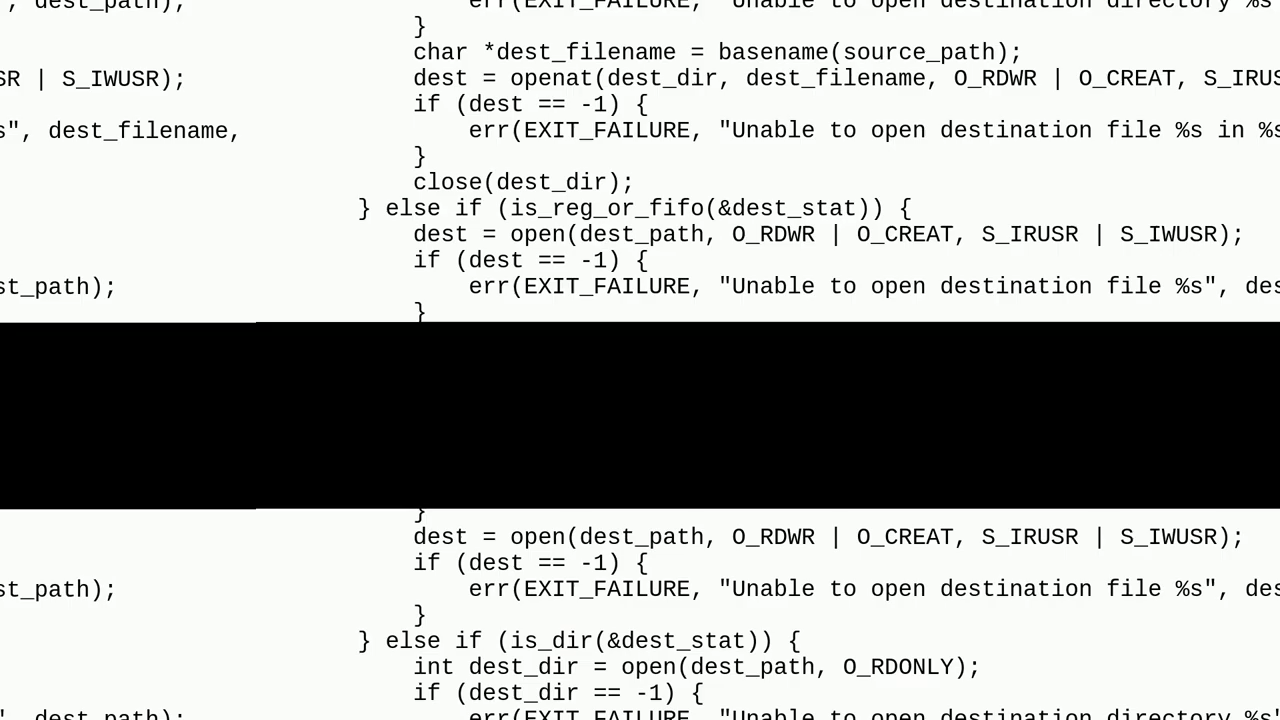 ", dest_path); err(EXIT_FAILURE, "Unable to open destination directory %s"
}
char *dest_filename = basename(source_path);
SR | S_IWUSR); dest = openat(dest_dir, dest_filename, O_RDWR | O_CREAT, S_IRUS
if (dest == -1) {
s", dest_filename, err(EXIT_FAILURE, "Unable to open destination file %s in %s
}
close(dest_dir);
} else if (is_reg_or_fifo(&dest_stat)) {
dest = open(dest_path, O_RDWR | O_CREAT, S_IRUSR | S_IWUSR);
if (dest == -1) {
st_path); err(EXIT_FAILURE, "Unable to open destination file %s", des
}
}
dest = open(dest_path, O_RDWR | O_CREAT, S_IRUSR | S_IWUSR);
if (dest == -1) {
st_path); err(EXIT_FAILURE, "Unable to open destination file %s", des
}
} else if (is_dir(&dest_stat)) {
int dest_dir = open(dest_path, O_RDONLY);
if (dest_dir == -1) {
", dest_path); err(EXIT_FAILURE, "Unable to open destination directory %s"